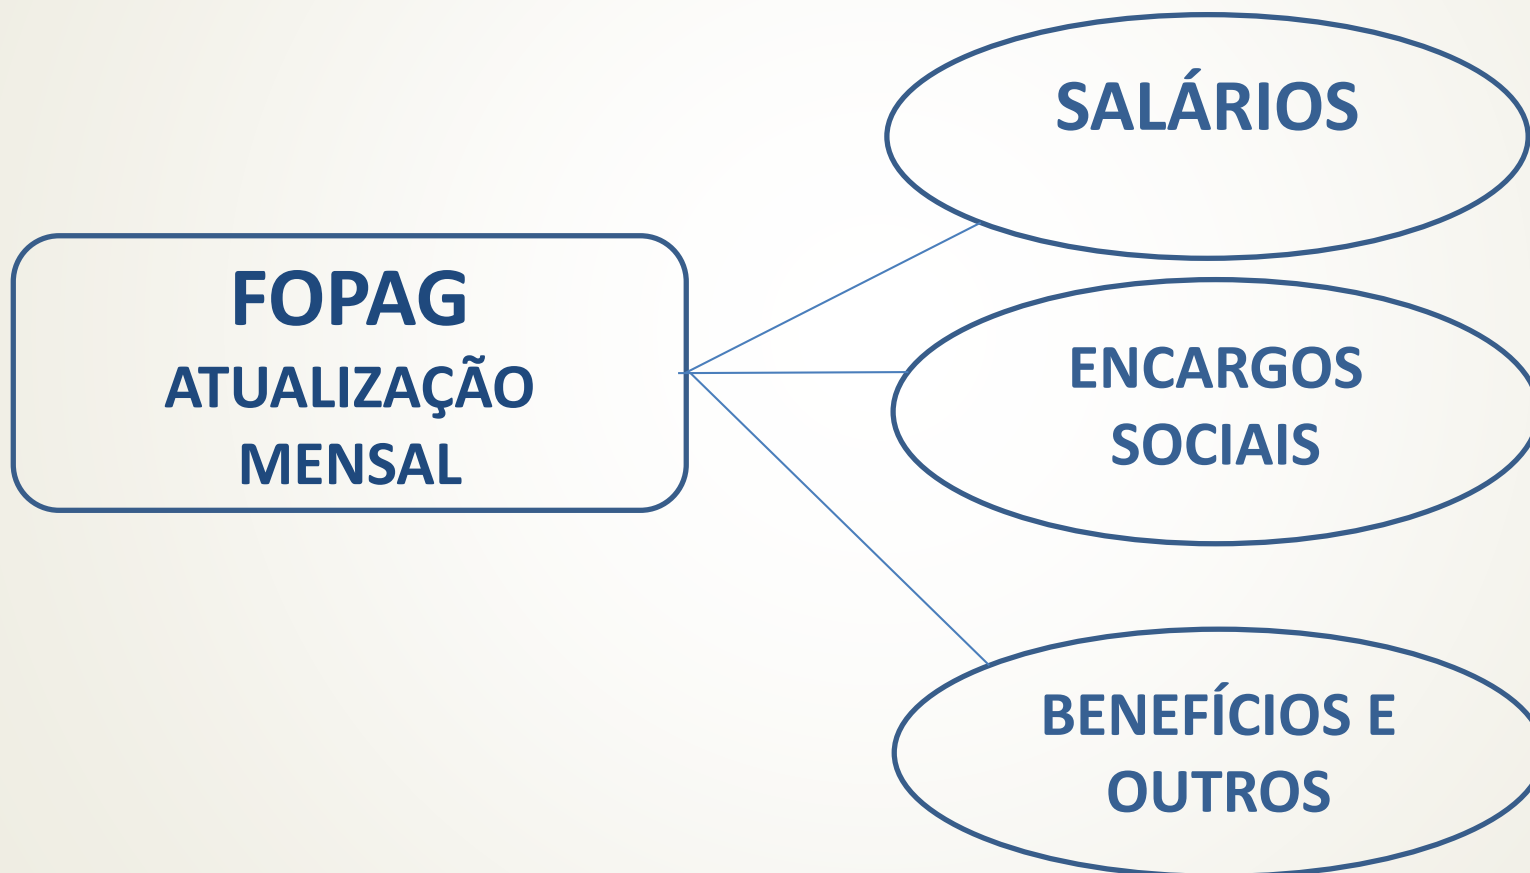 SALÁRIOS
FOPAG
ATUALIZAÇÃO
MENSAL
ENCARGOS
SOCIAIS
BENEFÍCIOS E
OUTROS